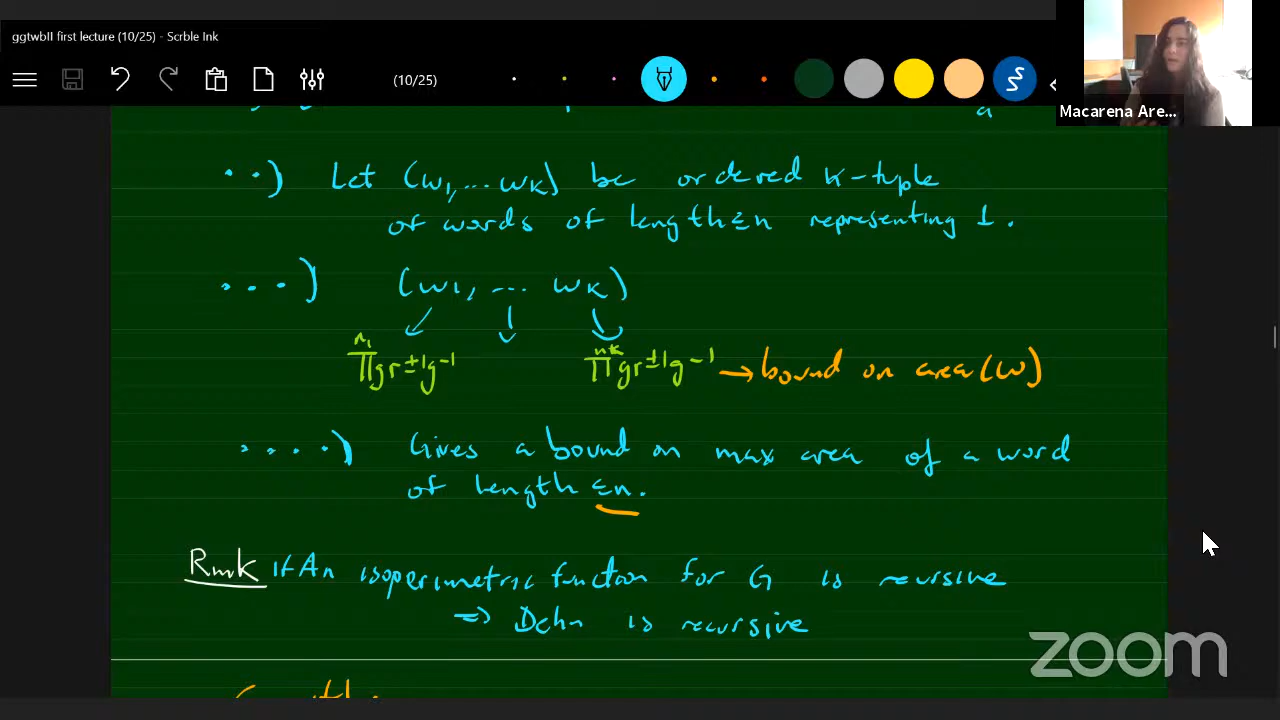 ggtwbII first lecture (10/25) - Scrble Ink
(10/25)
Macarena Are...
a
··) Let (w1, ... wk) be ordered k-tuple
of words of length ≤n representing 1.
···) (w1, ... wk)
n1 nk
∏gr±1g-1 ∏gr±1g-1 → bound on area(w)
····) Gives a bound on max area of a word
of length ≤n.
Rmk if An isoperimetric function for G is recursive
=> Dehn is recursive
zoom